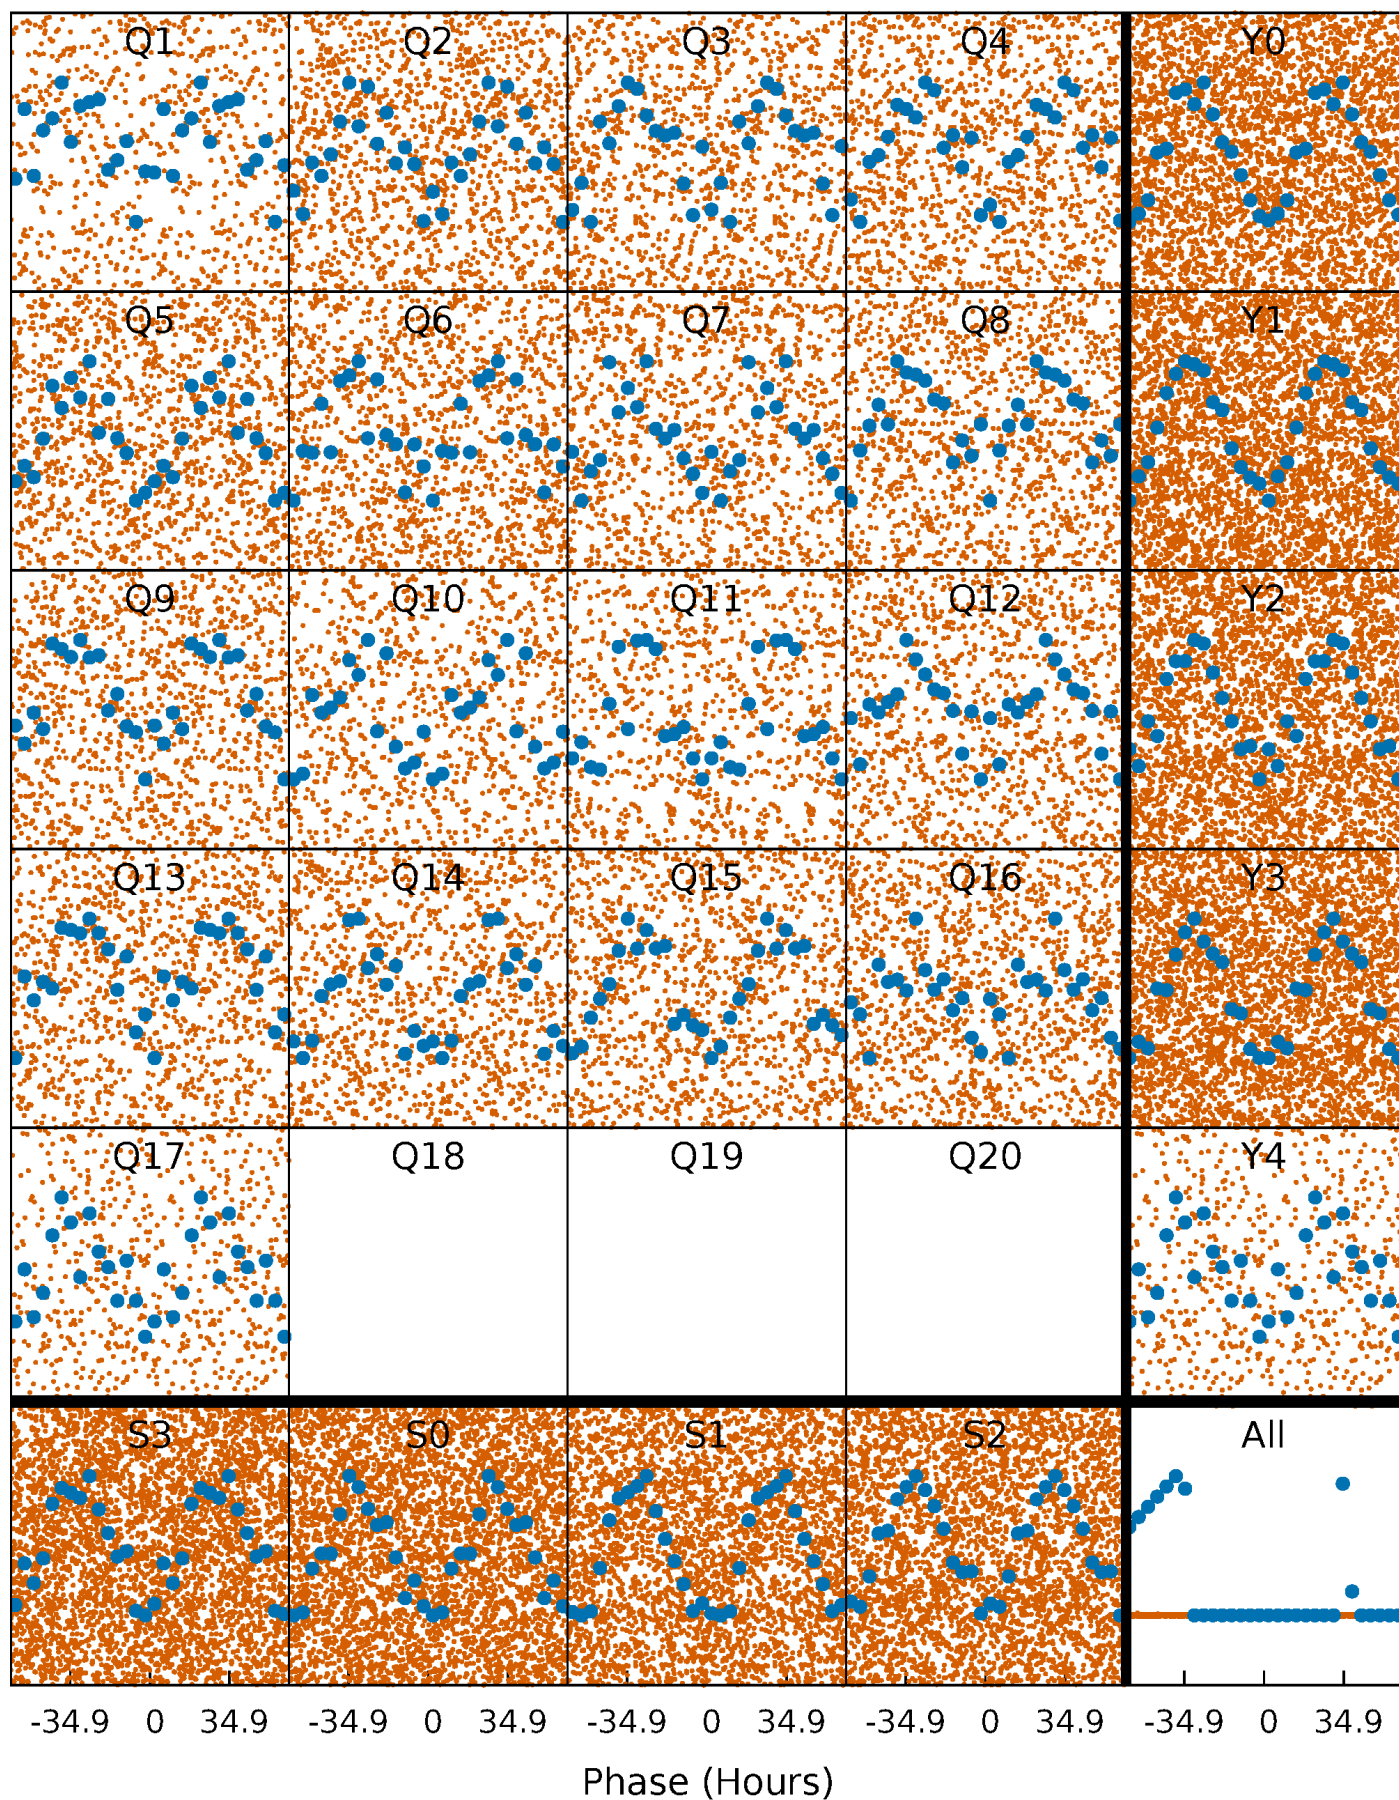 Q1 Q2 Q3 Q4 Y0
Q5 Q6 Q7 Q8 Y1
Q9 Q10 Q11 Q12 Y2
Q13 Q14 Q15 Q16 Y3
Q17 Q18 Q19 Q20 Y4
S3 S0 S1 S2 All
-34.9 0 34.9 -34.9 0 34.9 -34.9 0 34.9 -34.9 0 34.9 -34.9 0 34.9
Phase (Hours)